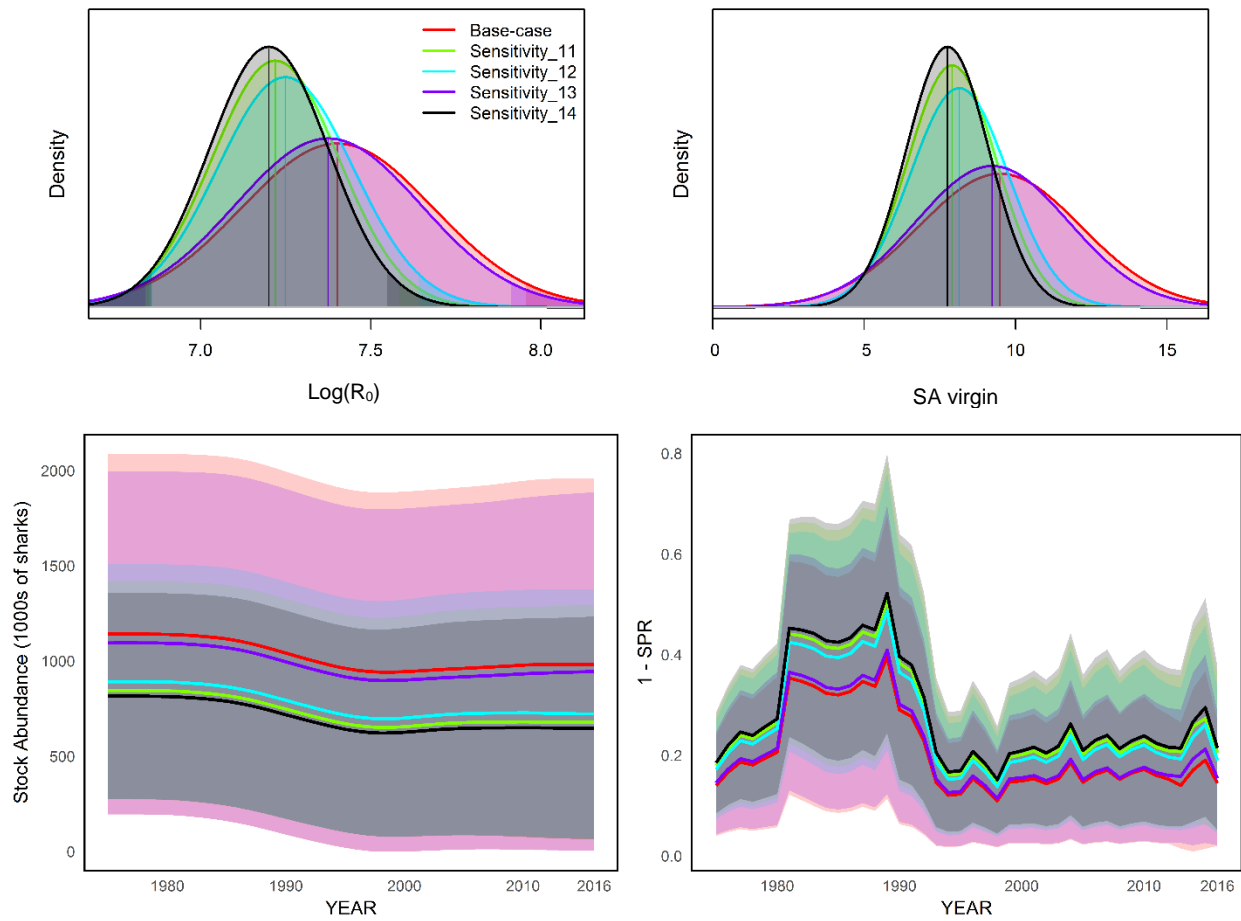 Density
Base-case
Sensitivity_11
Sensitivity_12
Sensitivity_13
Sensitivity_14
7.0 7.5 8.0
Log(R₀)
Density
0 5 10 15
SA virgin
Stock Abundance (1000s of sharks)
2000
1500
1000
500
0
1980 1990 2000 2010 2016
YEAR
1 - SPR
0.8
0.6
0.4
0.2
0.0
1980 1990 2000 2010 2016
YEAR